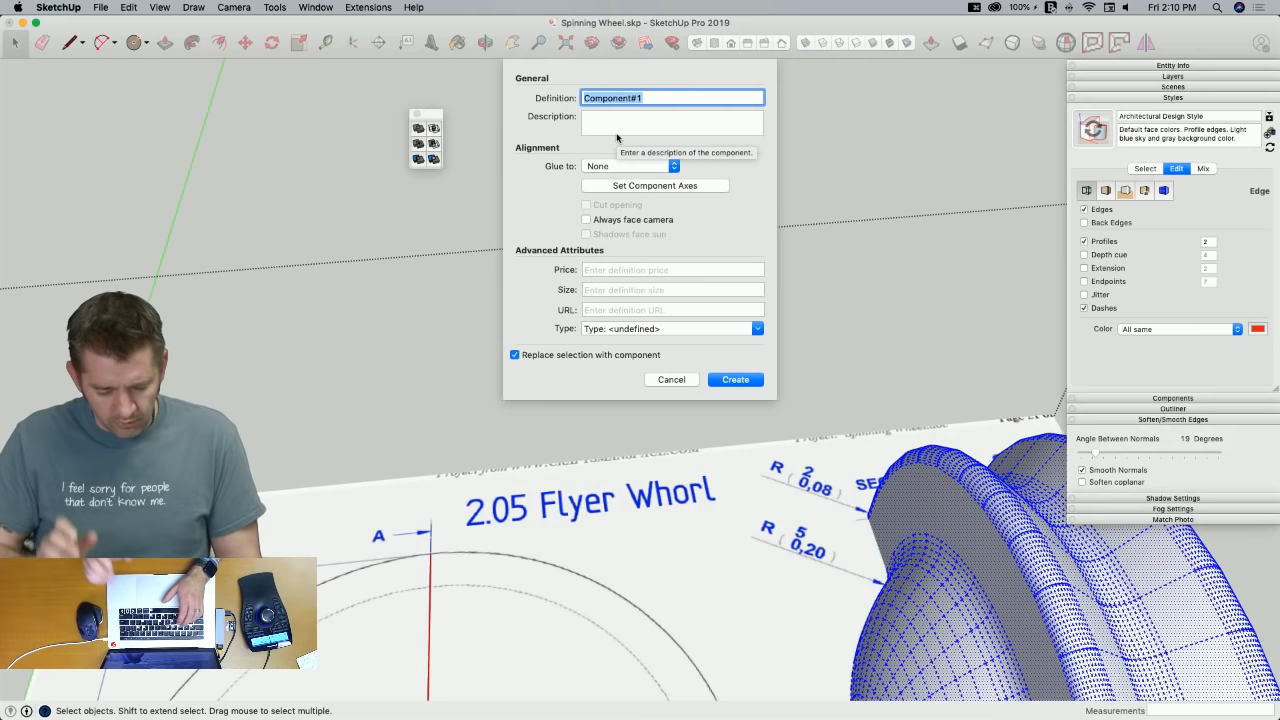 SketchUp File Edit View Draw Camera Tools Window Extensions Help 100% Fri 2:10 PM
Spinning Wheel.skp - SketchUp Pro 2019
General
Definition: Component#1
Description:
Enter a description of the component.
Alignment
Glue to: None
Set Component Axes
Cut opening
Always face camera
Shadows face sun
Advanced Attributes
Price: Enter definition price
Size: Enter definition size
URL: Enter definition URL
Type: Type: <undefined>
Replace selection with component
Cancel Create
Entity Info
Layers
Scenes
Styles
Architectural Design Style
Default face colors. Profile edges. Light
blue sky and gray background color.
Select Edit Mix
Edge
Edges
Back Edges
Profiles 2
Depth cue 4
Extension 2
Endpoints 7
Jitter
Dashes
Color All same
Components
Outliner
Soften/Smooth Edges
Angle Between Normals 19 Degrees
Smooth Normals
Soften coplanar
Shadow Settings
Fog Settings
Match Photo
2.05 Flyer Whorl
A
R ( 2
0,08 )
R ( 5
0,20 )
I feel sorry for people
that don't know me.
Select objects. Shift to extend select. Drag mouse to select multiple.
Measurements